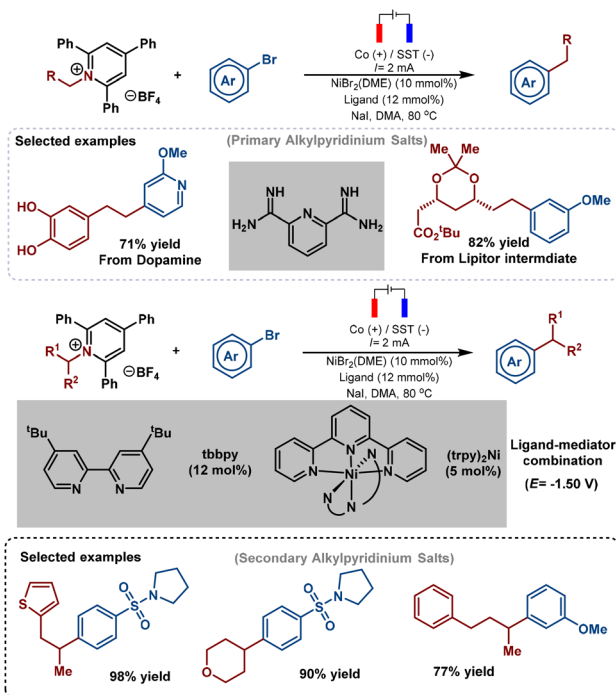 Ph Ph
R N + Ph ⊖BF4
+
Ar Br
Co (+) / SST (-)
I= 2 mA
NiBr2(DME) (10 mmol%)
Ligand (12 mmol%)
NaI, DMA, 80 °C
Ar R
Selected examples (Primary Alkylpyridinium Salts)
HO HO OMe N
71% yield
From Dopamine
NH NH
H2N N NH2
Me Me
O O
CO2tBu OMe
82% yield
From Lipitor intermdiate
Ph Ph
R1 R2 N + Ph ⊖BF4
+
Ar Br
Co (+) / SST (-)
I= 2 mA
NiBr2(DME) (10 mmol%)
Ligand (12 mmol%)
NaI, DMA, 80 °C
Ar R1 R2
tBu tBu
N N
tbbpy
(12 mol%)
N N N
Ni
N N N
(trpy)2Ni
(5 mol%)
Ligand-mediator
combination
(E= -1.50 V)
Selected examples (Secondary Alkylpyridinium Salts)
S Me O S O N
98% yield
O O S O N
90% yield
Me OMe
77% yield